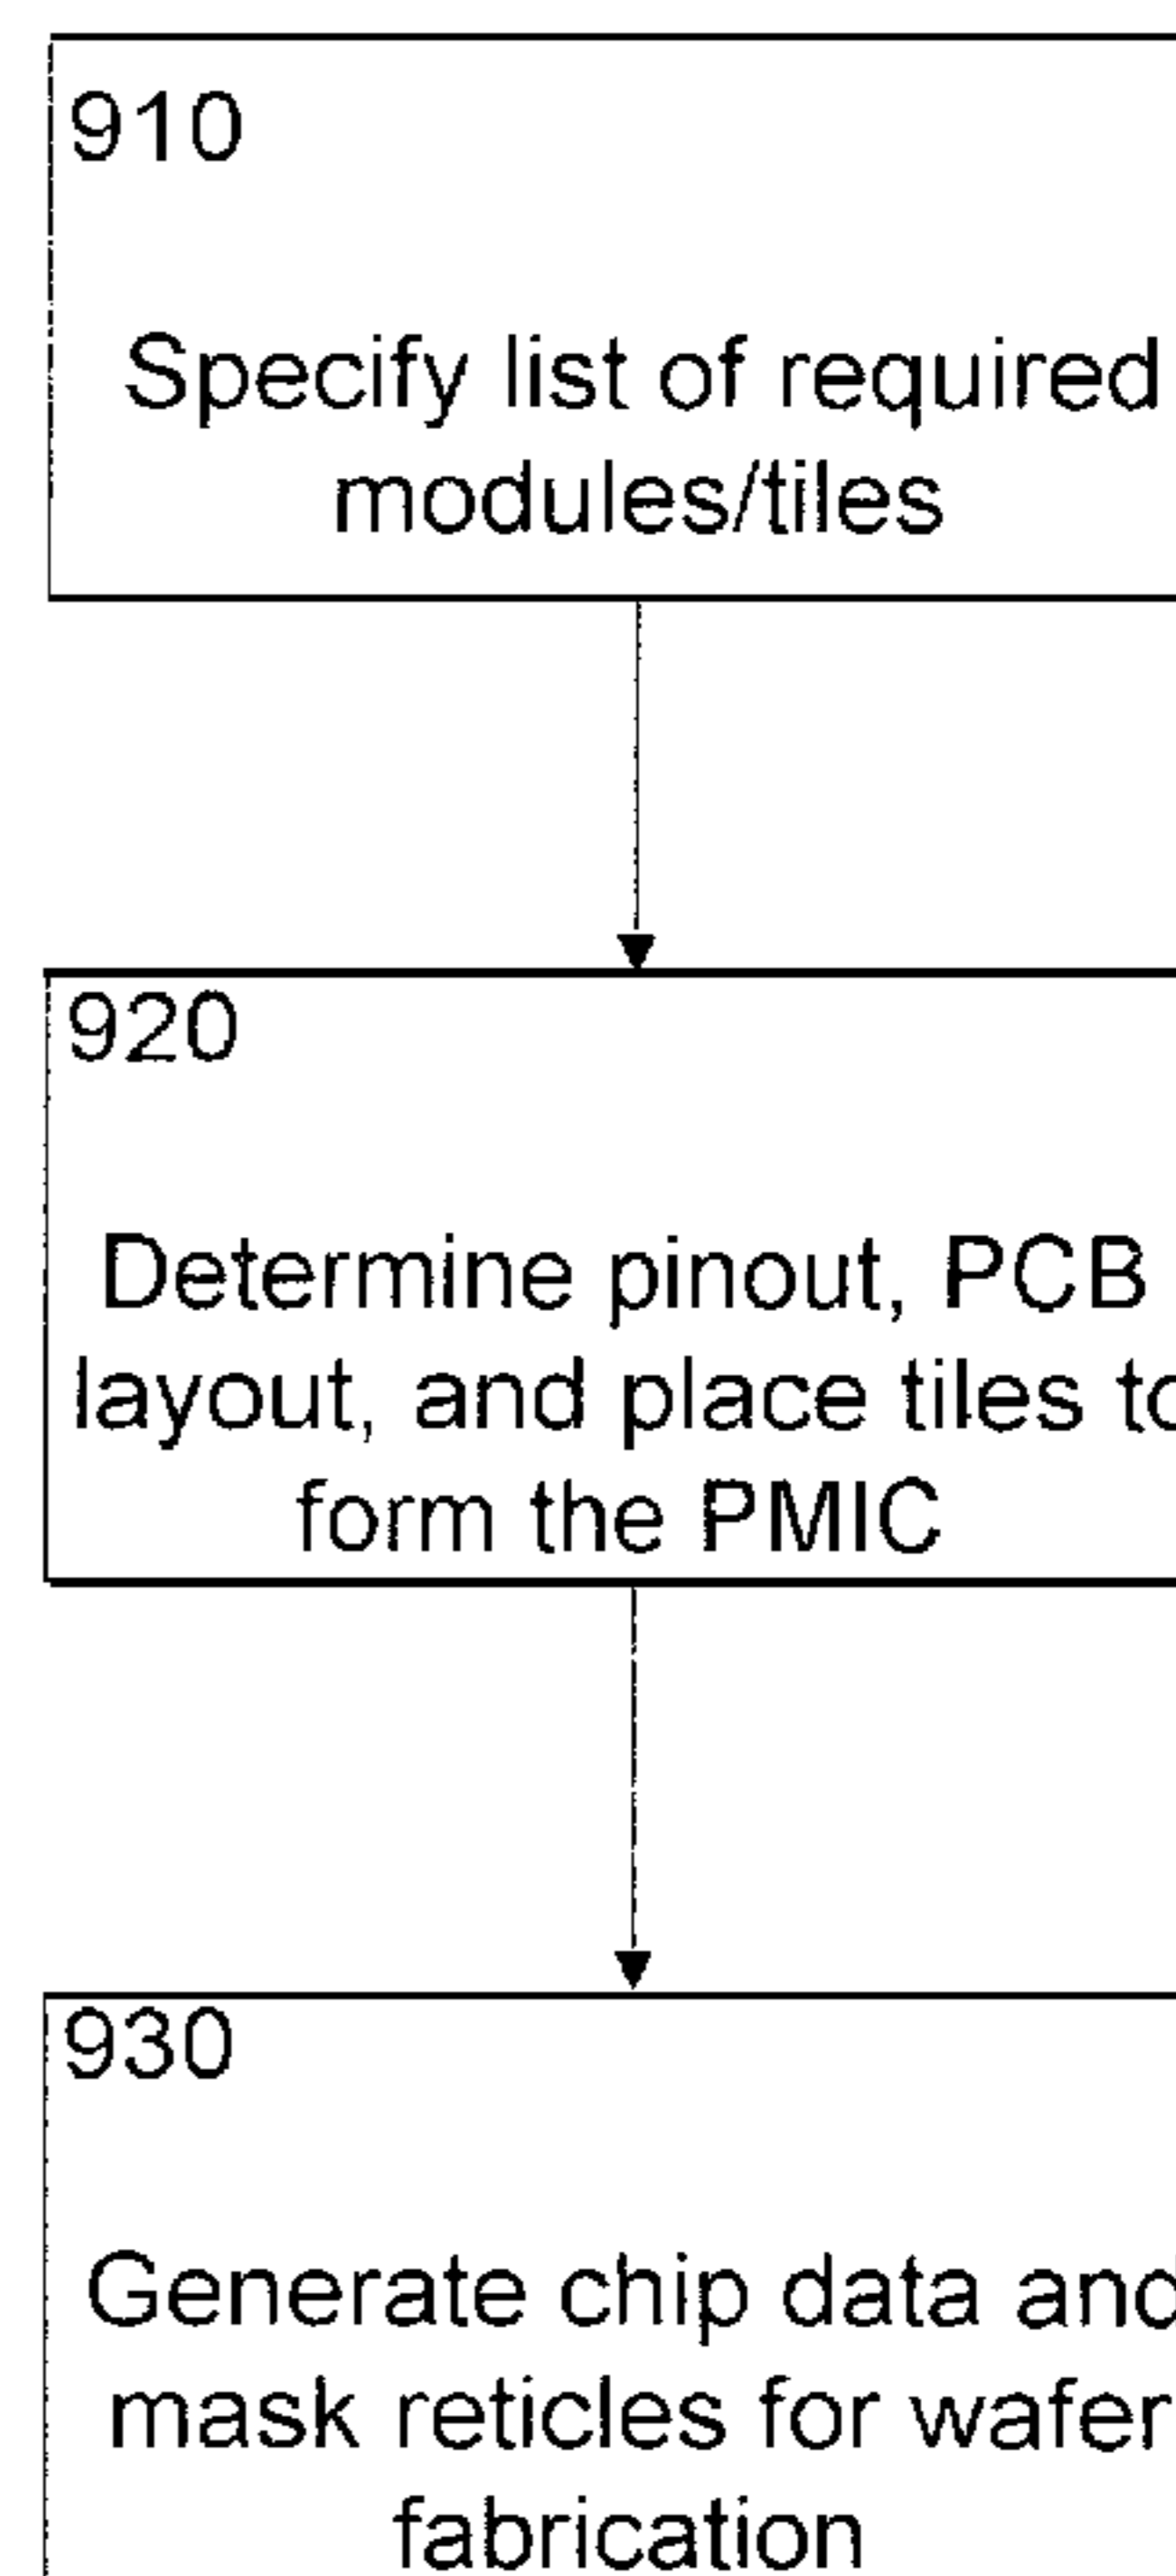 910
Specify list of required
modules/tiles
920
Determine pinout, PCB
layout, and place tiles to
form the PMIC
930
Generate chip data and
mask reticles for wafer
fabrication